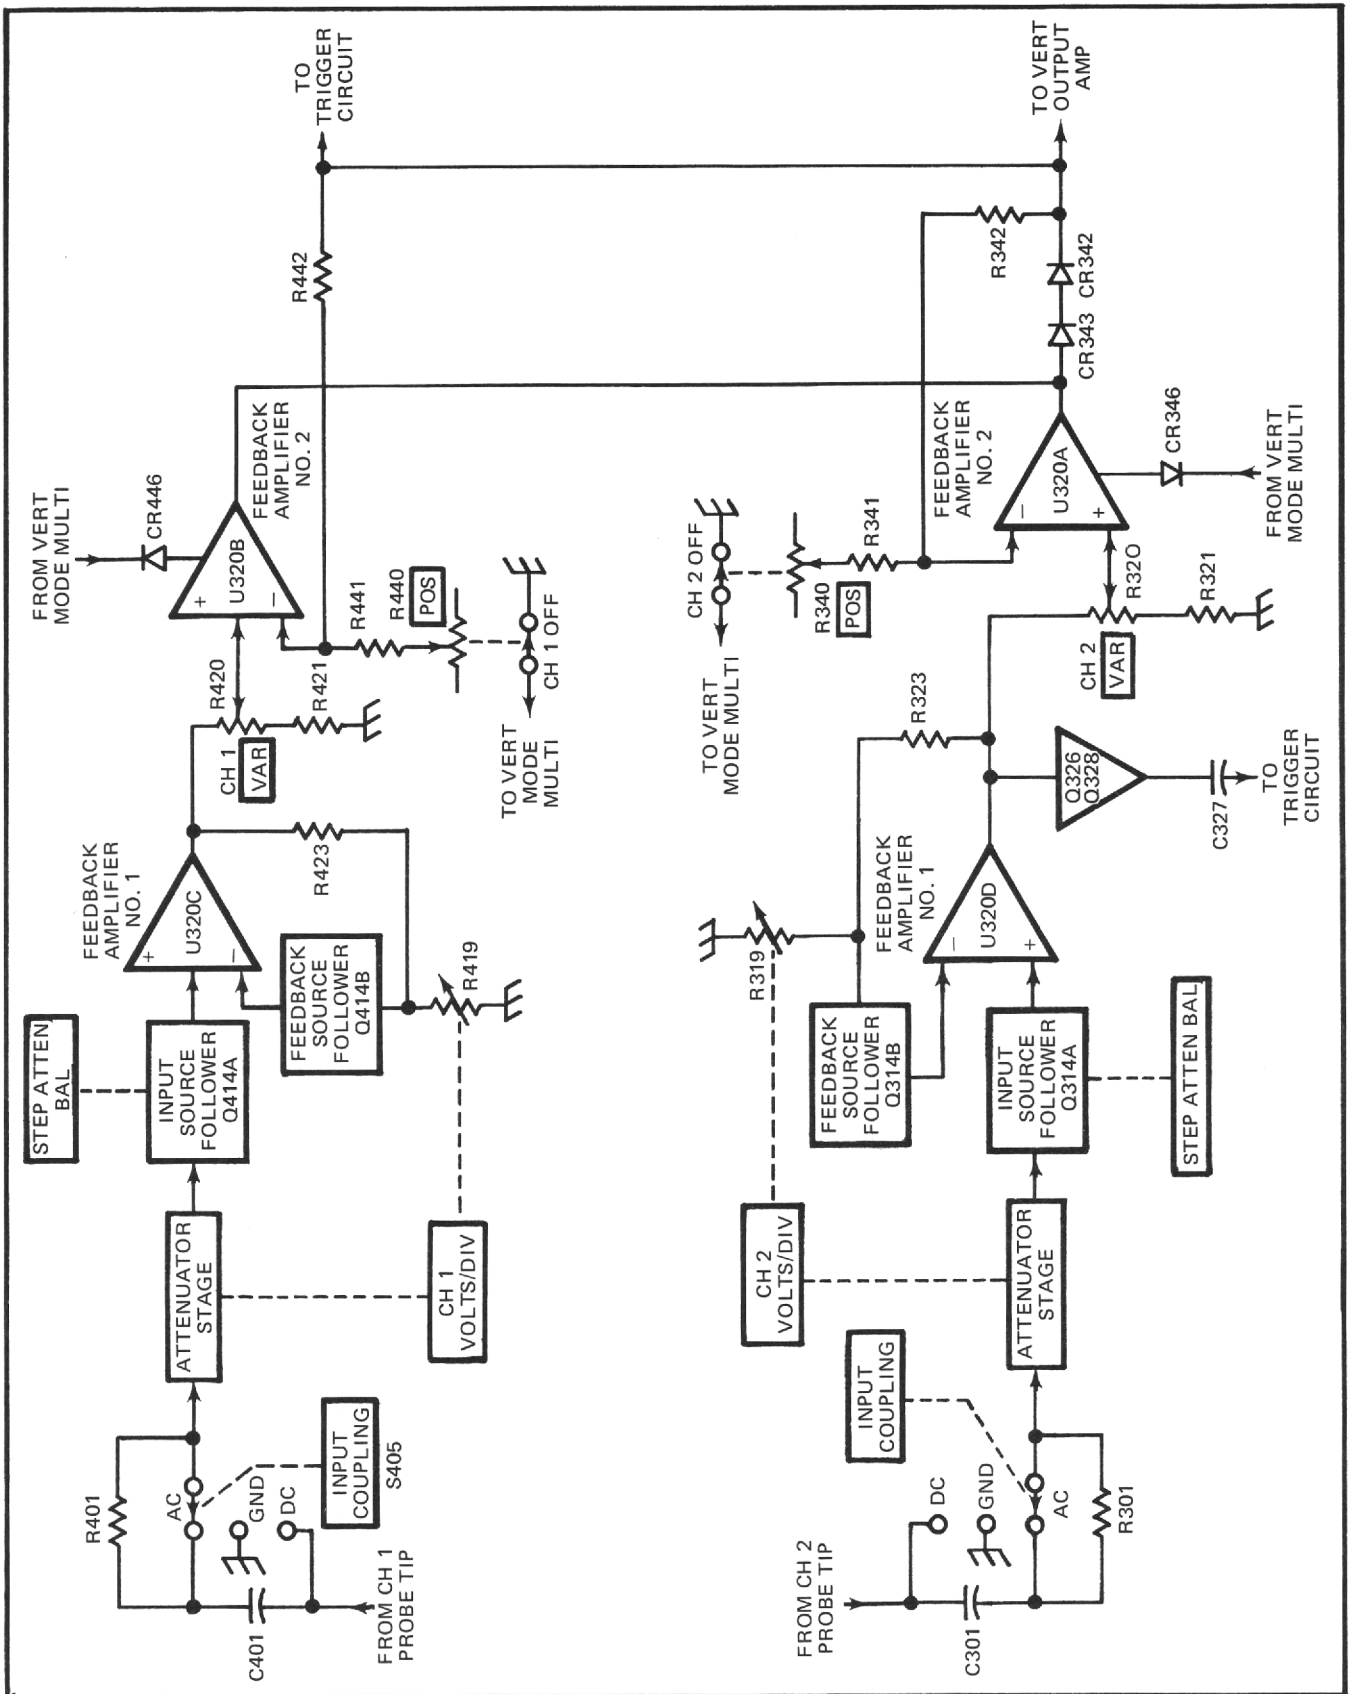 FROM CH 1
PROBE TIP
C401
R401
AC
GND
DC
INPUT
COUPLING
S405
ATTENUATOR
STAGE
CH 1
VOLTS/DIV
STEP ATTEN
BAL
INPUT
SOURCE
FOLLOWER
Q414A
FEEDBACK
SOURCE
FOLLOWER
Q414B
R419
FEEDBACK
AMPLIFIER
NO. 1
+
U320C
−
R423
CH 1
VAR
R420
R421
FROM VERT
MODE MULTI
CR446
+
U320B
−
FEEDBACK
AMPLIFIER
NO. 2
R441
R440
POS
CH 1 OFF
TO VERT
MODE
MULTI
R442
TO
TRIGGER
CIRCUIT
FROM CH 2
PROBE TIP
C301
DC
GND
AC
R301
INPUT
COUPLING
ATTENUATOR
STAGE
CH 2
VOLTS/DIV
FEEDBACK
SOURCE
FOLLOWER
Q314B
INPUT
SOURCE
FOLLOWER
Q314A
STEP ATTEN BAL
R319
FEEDBACK
AMPLIFIER
NO. 1
−
U320D
+
R323
Q326
Q328
C327
TO
TRIGGER
CIRCUIT
TO VERT
MODE MULTI
CH 2 OFF
R340
POS
R341
CH 2
VAR
R320
R321
FEEDBACK
AMPLIFIER
NO. 2
−
U320A
+
CR346
FROM VERT
MODE MULTI
CR343
CR342
R342
TO VERT
OUTPUT
AMP